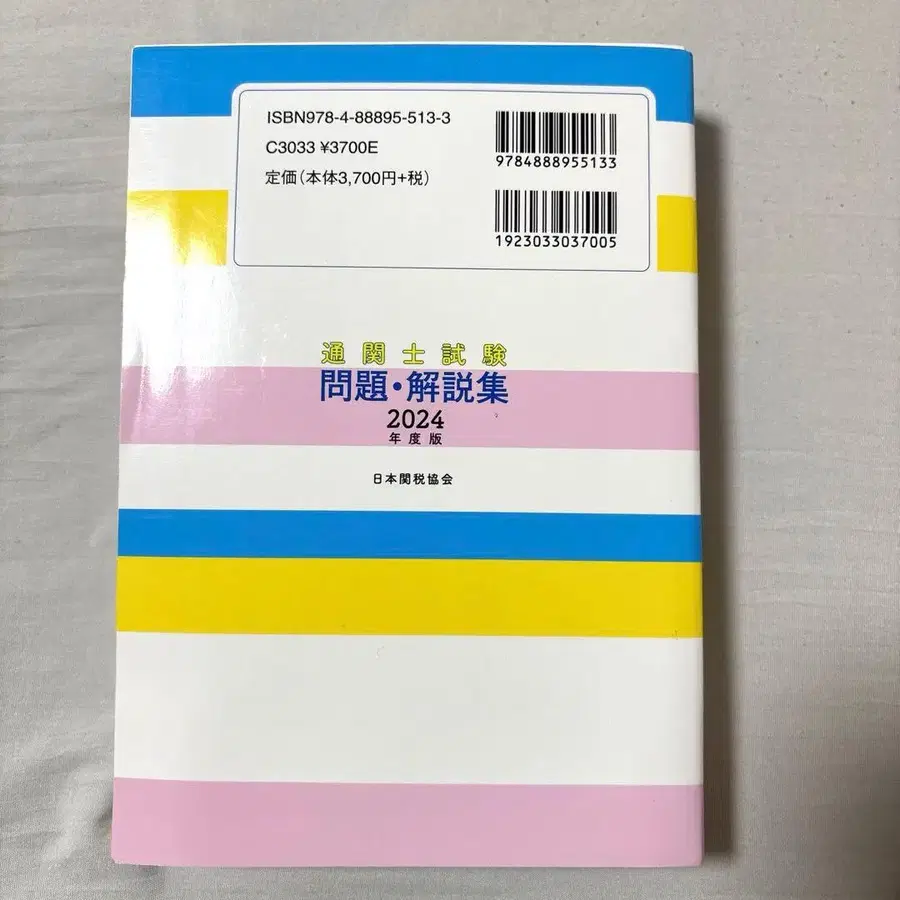 ISBN978-4-88895-513-3
C3033 ¥3700E
定価(本体3,700円+税)
9784888955133
1923033037005
通関士試験
問題・解説集
2024
年度版
日本関税協会